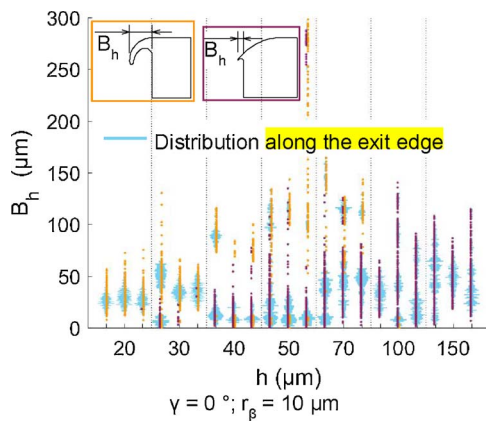 300
250
200
150
100
50
0
B_h (μm)
B_h
B_h
Distribution along the exit edge
20 30 40 50 70 100 150
h (μm)
γ = 0 °; r_β = 10 μm